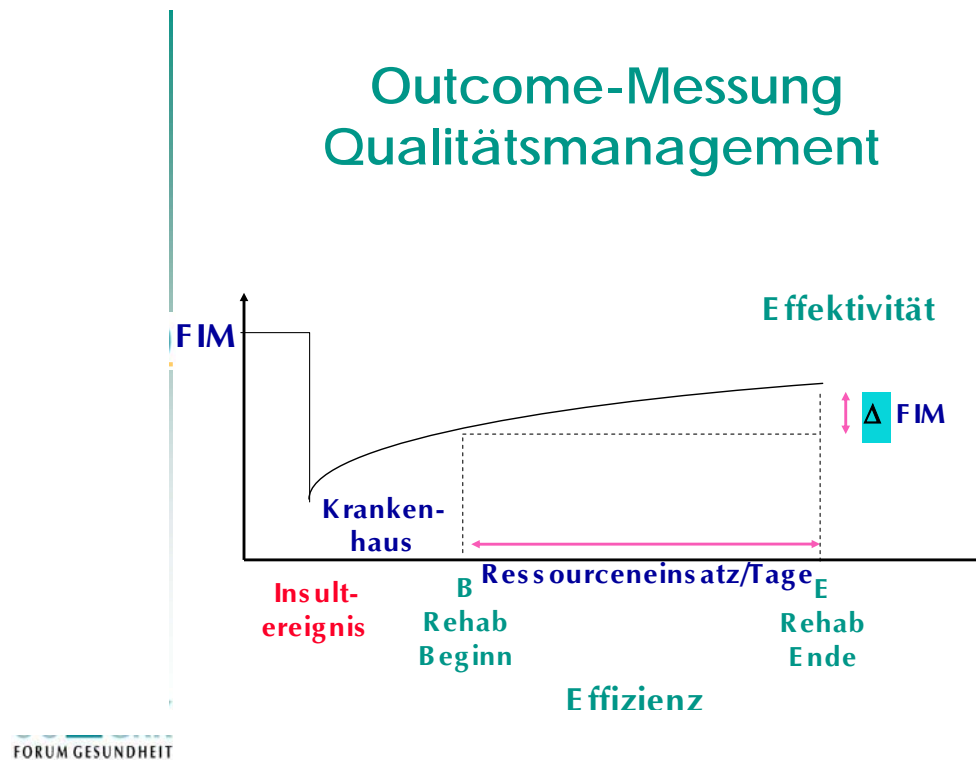 Outcome-Messung
Qualitätsmanagement
Effektivität
FIM
Δ FIM
Kranken-
haus
Ressourceneinsatz/Tage
Insult-
ereignis
B
Rehab
Beginn
E
Rehab
Ende
Effizienz
FORUM GESUNDHEIT